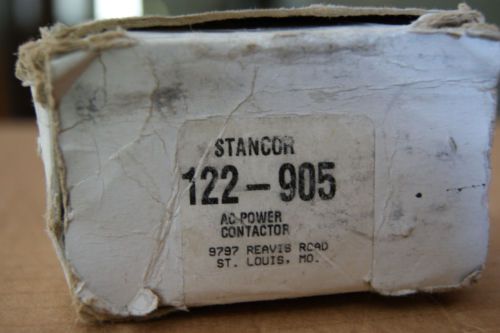 STANCOR
122-905
AC POWER
CONTACTOR
9797 REAVIS ROAD
ST. LOUIS, MO.